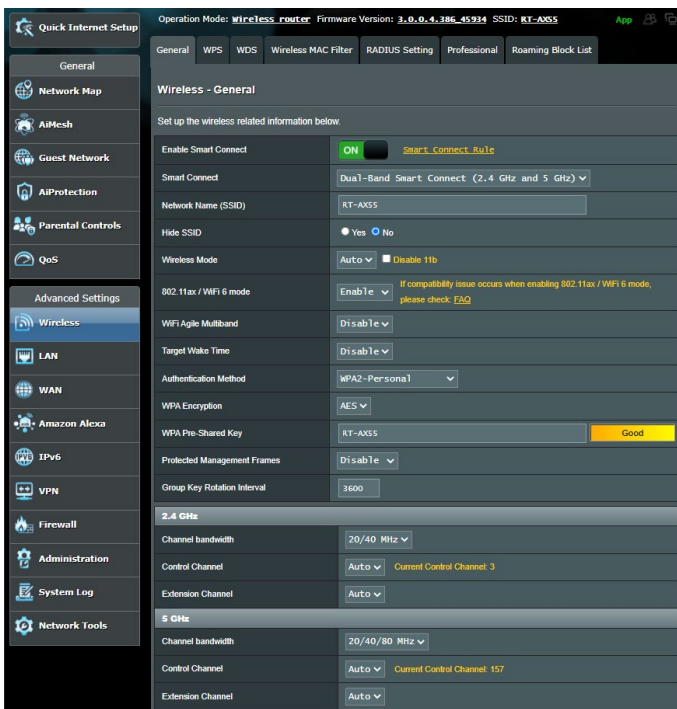 Quick Internet Setup
General
Network Map
AiMesh
Guest Network
AiProtection
Parental Controls
QoS
Advanced Settings
Wireless
LAN
WAN
Amazon Alexa
IPv6
VPN
Firewall
Administration
System Log
Network Tools
Operation Mode: Wireless router Firmware Version: 3.0.0.4.386_45934 SSID: RT-AX55 App
General WPS WDS Wireless MAC Filter RADIUS Setting Professional Roaming Block List
Wireless - General
Set up the wireless related information below.
Enable Smart Connect ON Smart Connect Rule
Smart Connect Dual-Band Smart Connect (2.4 GHz and 5 GHz)
Network Name (SSID) RT-AX55
Hide SSID Yes No
Wireless Mode Auto Disable 11b
802.11ax / WiFi 6 mode Enable If compatibility issue occurs when enabling 802.11ax / WiFi 6 mode,
please check: FAQ
WiFi Agile Multiband Disable
Target Wake Time Disable
Authentication Method WPA2-Personal
WPA Encryption AES
WPA Pre-Shared Key RT-AX55 Good
Protected Management Frames Disable
Group Key Rotation Interval 3600
2.4 GHz
Channel bandwidth 20/40 MHz
Control Channel Auto Current Control Channel: 3
Extension Channel Auto
5 GHz
Channel bandwidth 20/40/80 MHz
Control Channel Auto Current Control Channel: 157
Extension Channel Auto